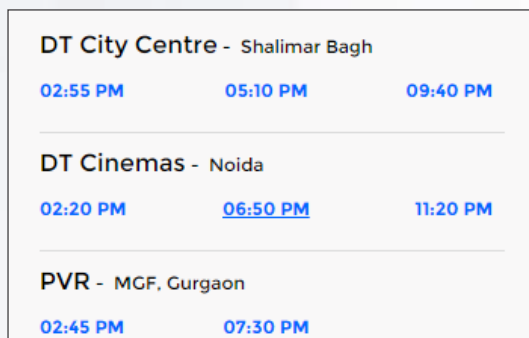 DT City Centre - Shalimar Bagh
02:55 PM 05:10 PM 09:40 PM
DT Cinemas - Noida
02:20 PM 06:50 PM 11:20 PM
PVR - MGF, Gurgaon
02:45 PM 07:30 PM